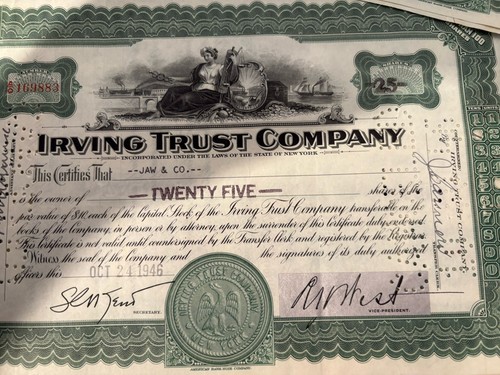 NUMBER
A/O 169883
SHARES
-25-
IRVING TRUST COMPANY
INCORPORATED UNDER THE LAWS OF THE STATE OF NEW YORK
This Certifies That --JAW & CO.--
is the owner of —TWENTY FIVE— shares of the
par value of $10 each of the Capital Stock of the Irving Trust Company transferable on the
books of the Company, in person or by attorney, upon the surrender of this Certificate duly endorsed.
This Certificate is not valid until countersigned by the Transfer Clerk and registered by the Registrar.
Witness the seal of the Company and the signatures of its duly authorized
officers this OCT 24 1946
SECRETARY.
VICE-PRESIDENT.
IRVING TRUST COMPANY
NEW YORK
AMERICAN BANK NOTE COMPANY.